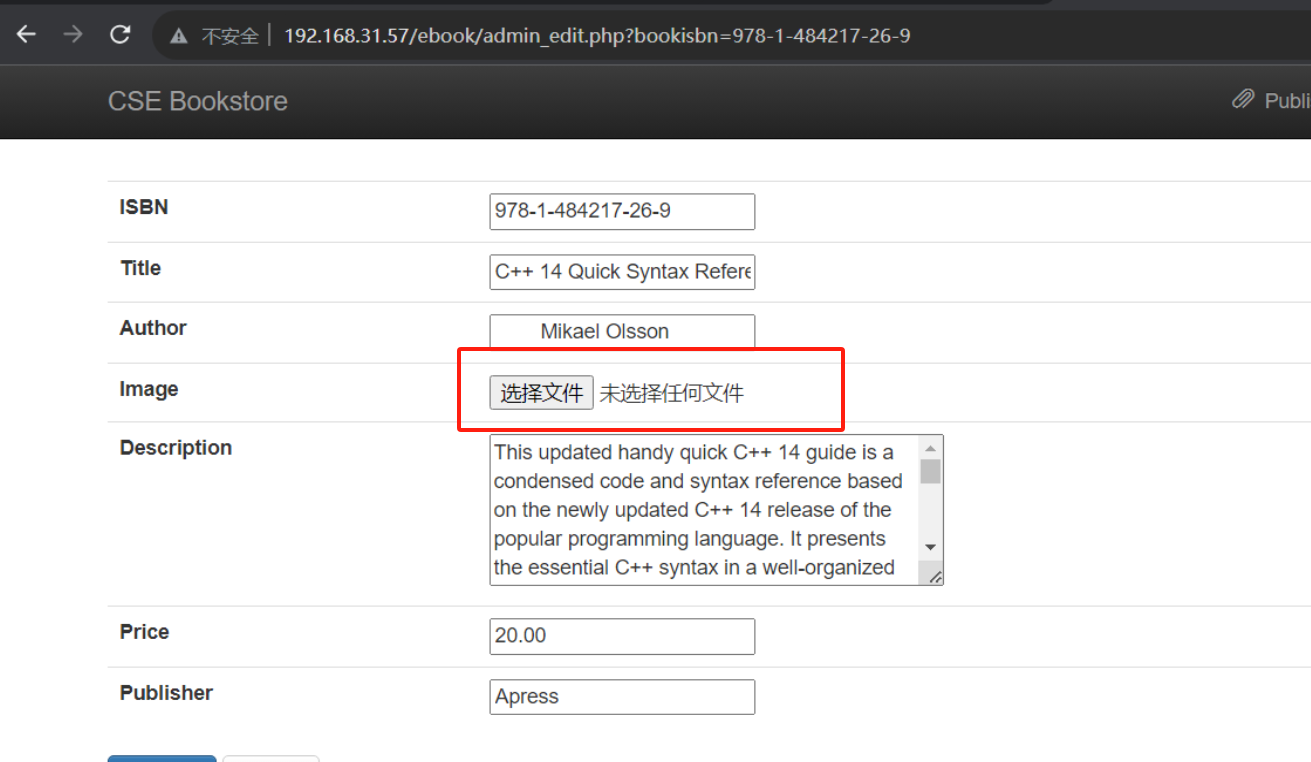 不安全 192.168.31.57/ebook/admin_edit.php?bookisbn=978-1-484217-26-9
CSE Bookstore
ISBN 978-1-484217-26-9
Title C++ 14 Quick Syntax
Author Mikael Olsson
Image 选择文件 未选择任何文件
Description This updated handy quick C++ 14 guide is a
condensed code and syntax reference based
on the newly updated C++ 14 release of the
popular programming language. It presents
the essential C++ syntax in a well-organized
Price 20.00
Publisher Apress